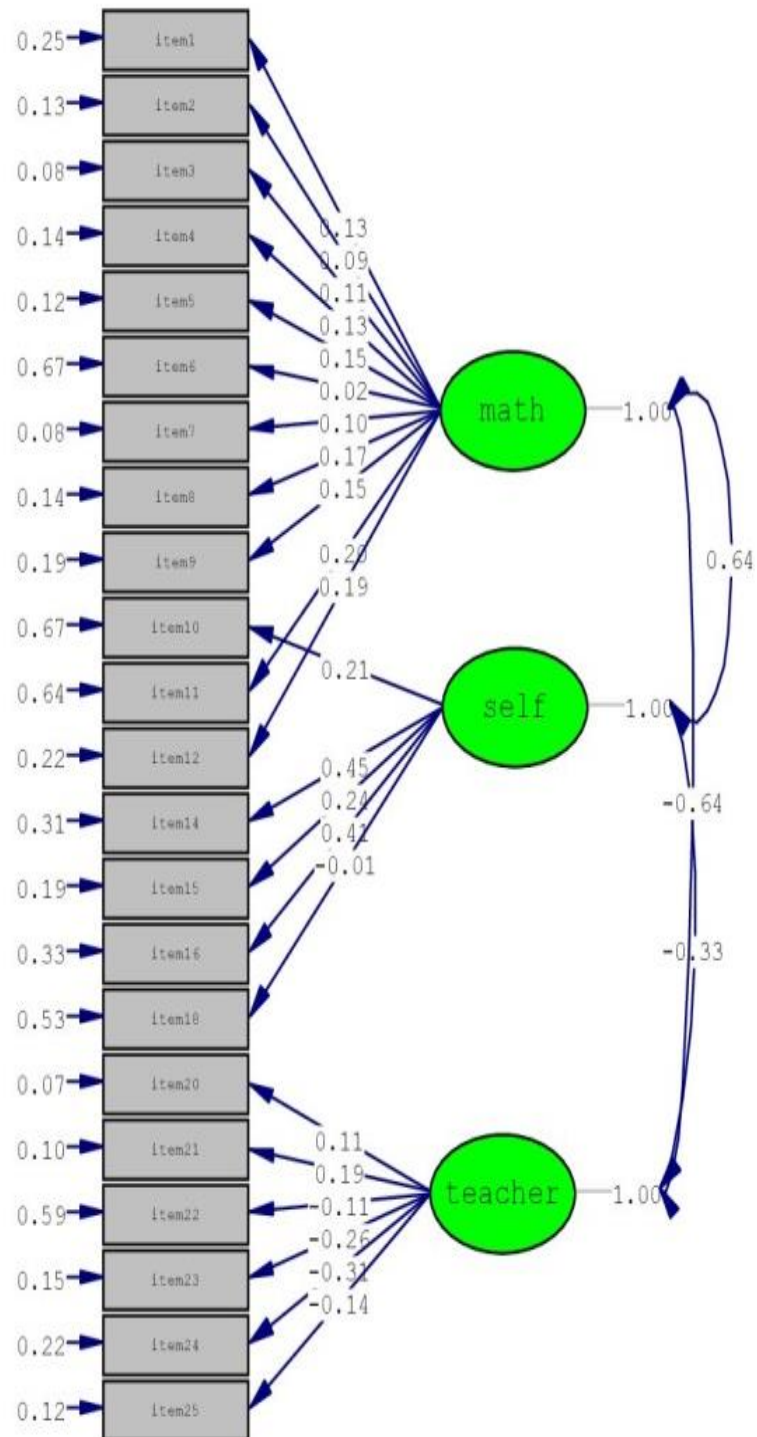 0.25 item1
0.13 item2
0.08 item3
0.14 item4
0.13
0.09
0.11
0.12 item5
0.13
0.15
0.67 item6
0.02
0.08 item7
0.10
math 1.00
0.17
0.14 item8
0.15
0.19 item9
0.20
0.64
0.19
0.67 item10
0.21
0.64 item11
self 1.00
0.22 item12
0.45
0.31 item14
0.24
-0.64
0.41
-0.01
0.19 item15
0.33 item16
-0.33
0.53 item18
0.07 item20
0.11
0.10 item21
0.19
teacher 1.00
0.59 item22
-0.11
-0.26
0.15 item23
-0.31
-0.14
0.22 item24
0.12 item25